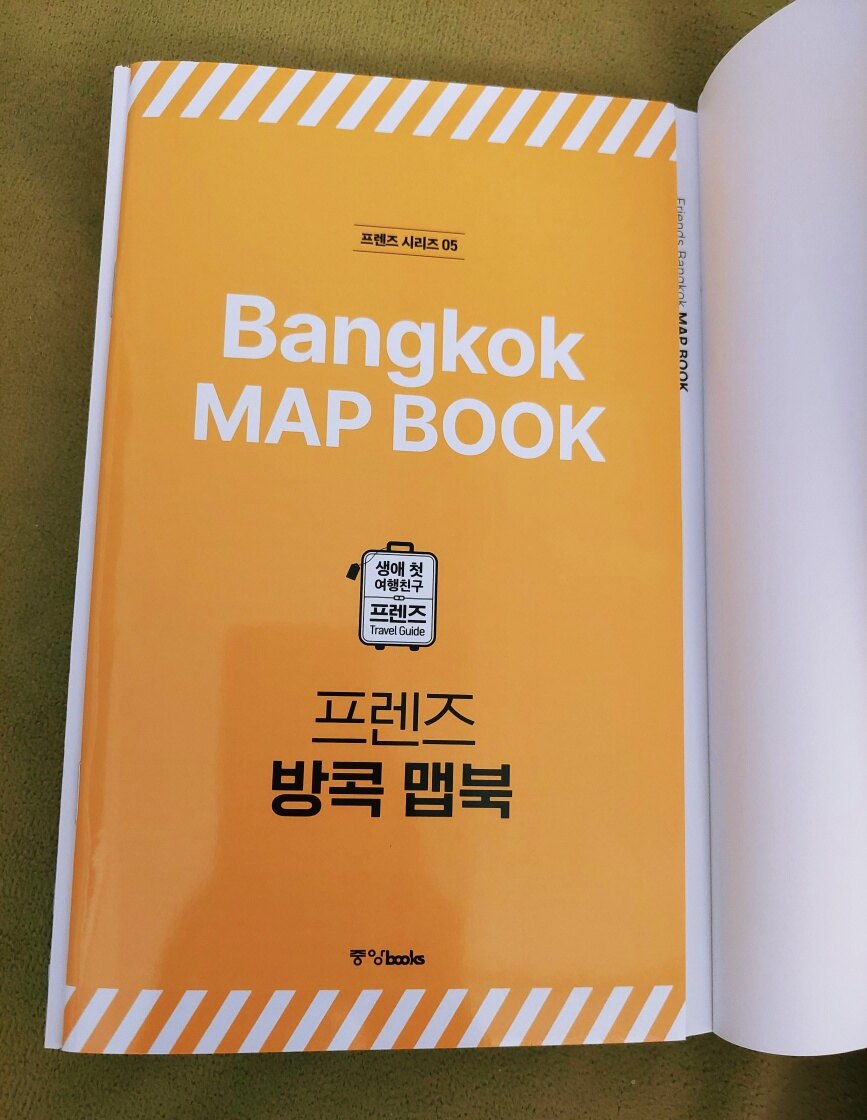 프렌즈 시리즈 05
Bangkok
MAP BOOK
생애 첫
여행친구
프렌즈
Travel Guide
프렌즈
방콕 맵북
중앙books
Friends Bangkok MAP BOOK